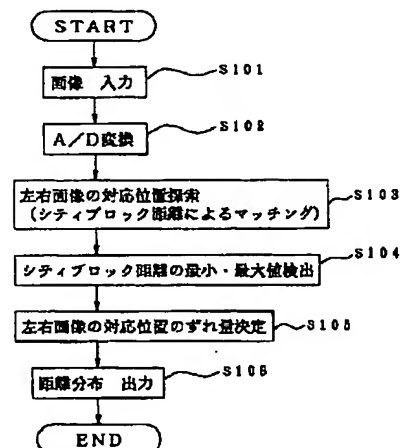 START
画像 入力
S101
A/D変換
S102
左右画像の対応位置探索
(シティブロック距離によるマッチング)
S103
シティブロック距離の最小・最大値検出
S104
左右画像の対応位置のずれ量決定
S105
距離分布 出力
S106
END